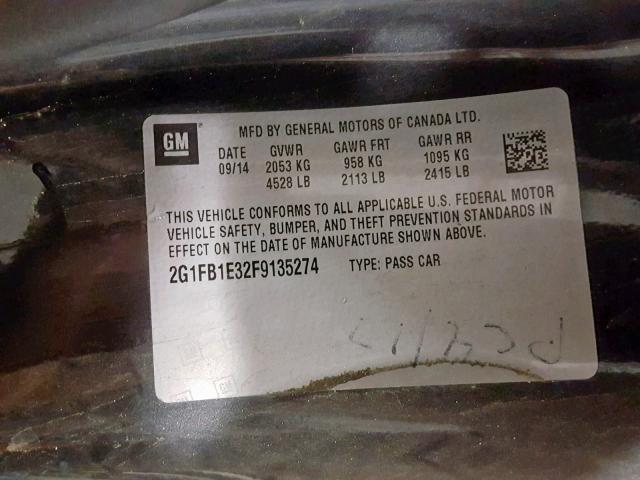 GM
MFD BY GENERAL MOTORS OF CANADA LTD.
DATE GVWR GAWR FRT GAWR RR
09/14 2053 KG 958 KG 1095 KG
4528 LB 2113 LB 2415 LB
THIS VEHICLE CONFORMS TO ALL APPLICABLE U.S. FEDERAL MOTOR
VEHICLE SAFETY, BUMPER, AND THEFT PREVENTION STANDARDS IN
EFFECT ON THE DATE OF MANUFACTURE SHOWN ABOVE.
2G1FB1E32F9135274 TYPE: PASS CAR
GM